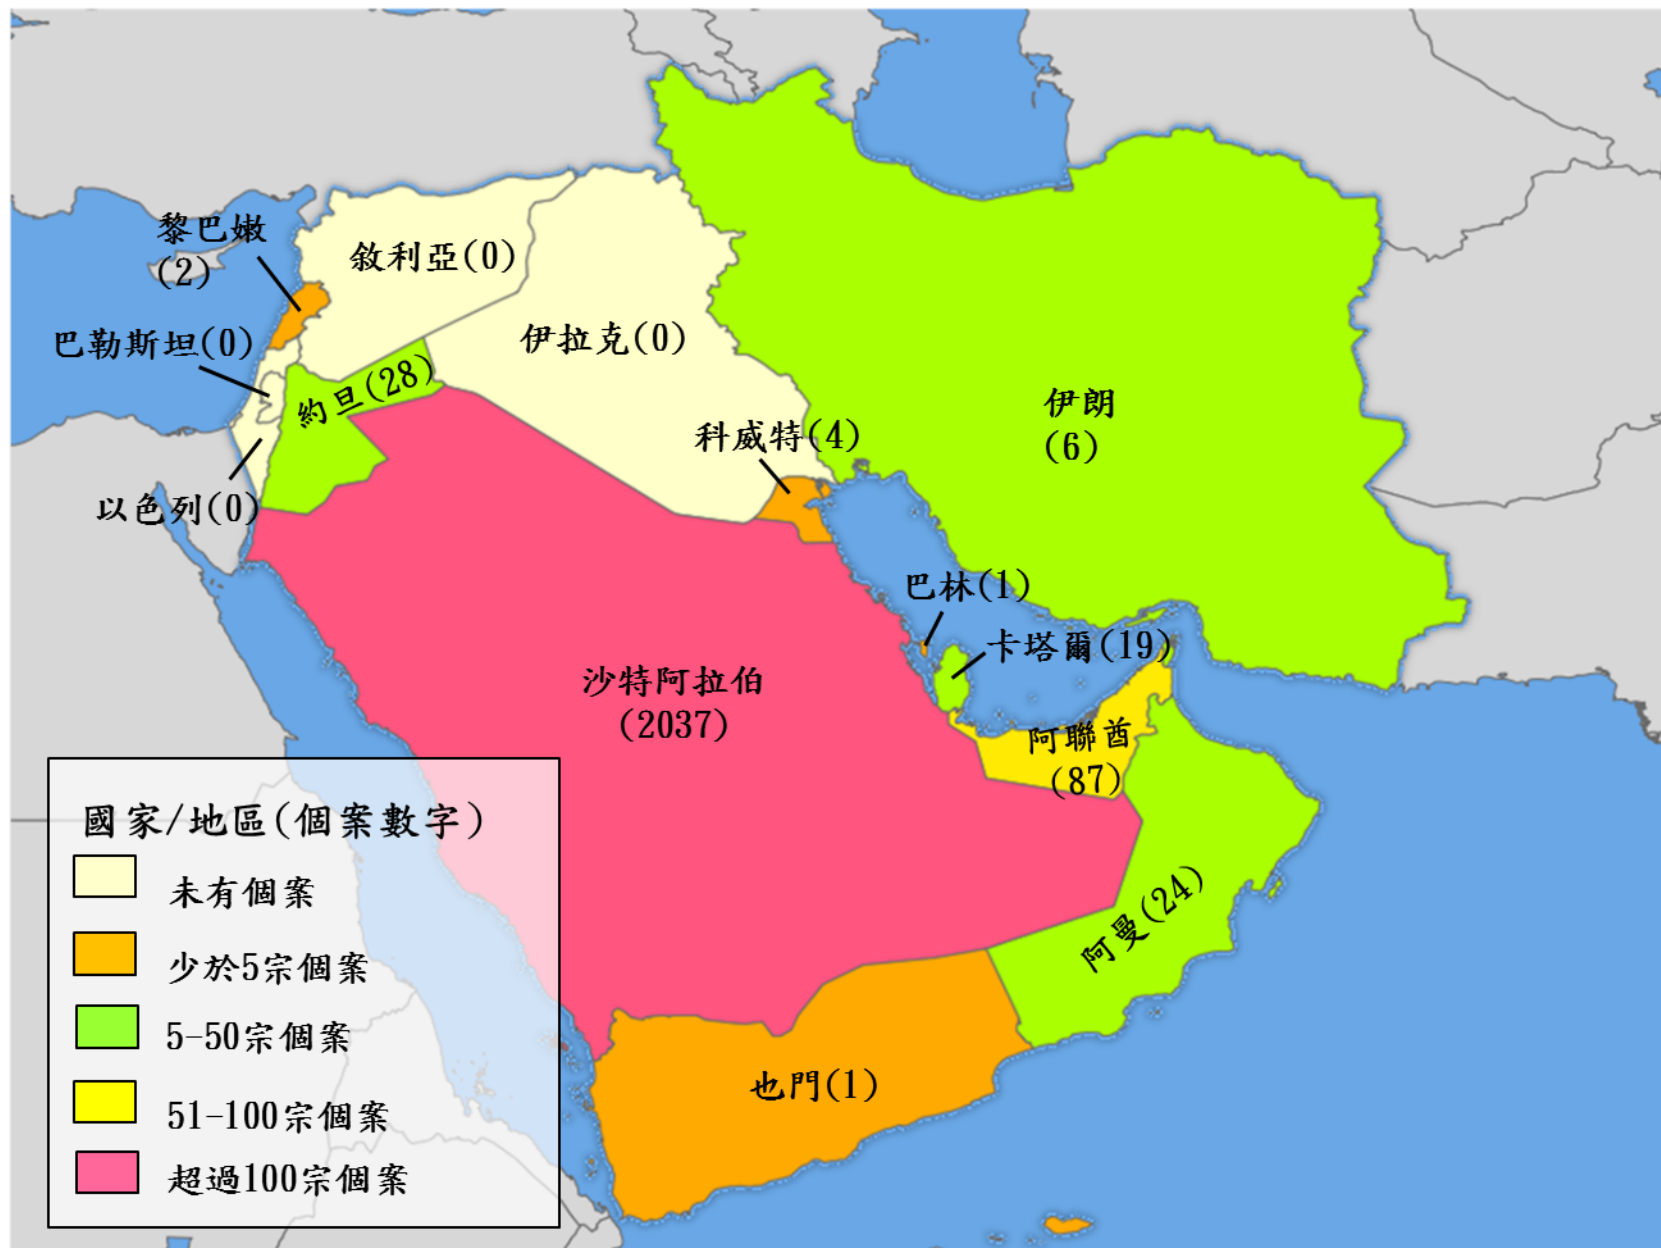 黎巴嫩
(2)
敘利亞(0)
巴勒斯坦(0)
伊拉克(0)
約旦(28)
伊朗
(6)
科威特(4)
以色列(0)
巴林(1)
卡塔爾(19)
沙特阿拉伯
(2037)
阿聯酋
(87)
阿曼(24)
也門(1)
國家/地區(個案數字)
未有個案
少於5宗個案
5-50宗個案
51-100宗個案
超過100宗個案